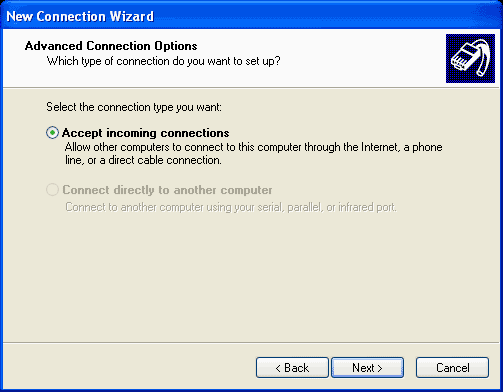 New Connection Wizard
Advanced Connection Options
Which type of connection do you want to set up?
Select the connection type you want:
Accept incoming connections
Allow other computers to connect to this computer through the Internet, a phone
line, or a direct cable connection.
Connect directly to another computer
Connect to another computer using your serial, parallel, or infrared port.
< Back
Next >
Cancel